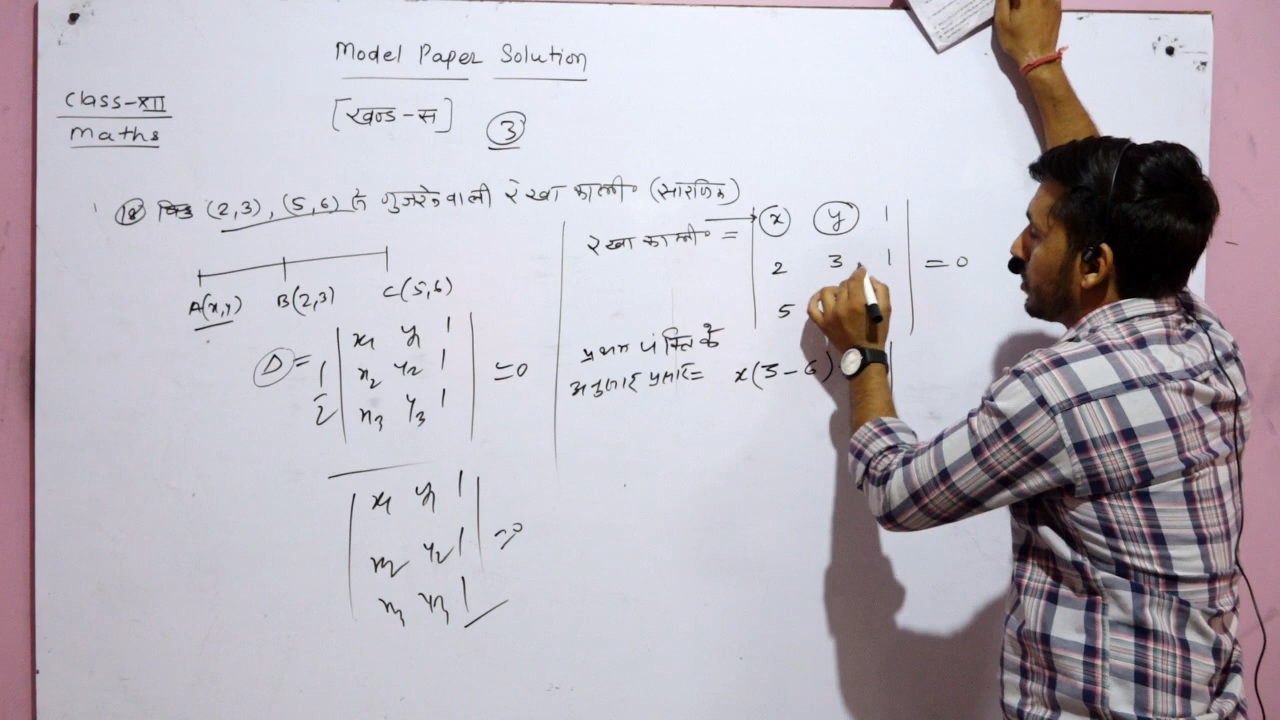 Model Paper Solution
Class-XII
Maths
[खण्ड-स]
3
(2,3), (5,6) से गुजरने वाली रेखा का समी० (सारणिक)
A(x,y) B(2,3) C(5,6)
रेखा का समी० =
x y 1
2 3 1 = 0
5
D = 1/2
x₁ y₁ 1
x₂ y₂ 1 = 0
x₃ y₃ 1
प्रथम पंक्ति के
अनुसार प्रसार = x(3-6)
x₁ y₁ 1
x₂ y₂ 1 = 0
x₃ y₃ 1